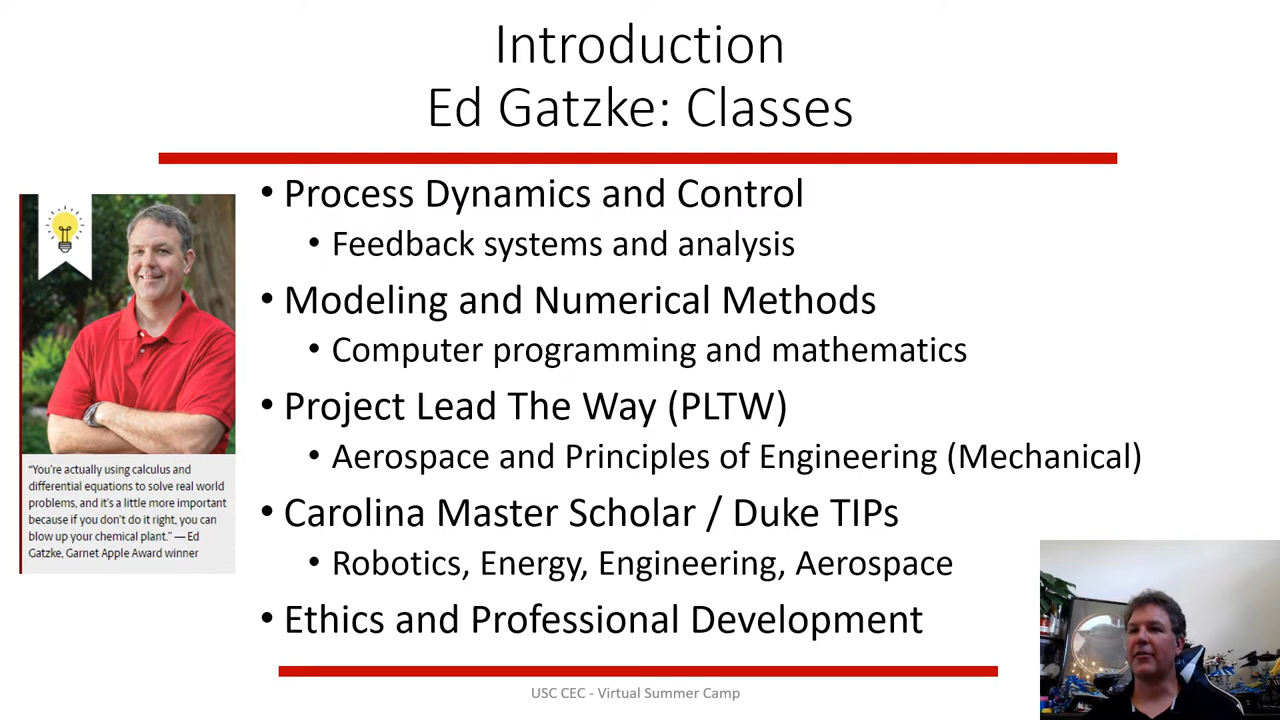 Introduction
Ed Gatzke: Classes
• Process Dynamics and Control
• Feedback systems and analysis
• Modeling and Numerical Methods
• Computer programming and mathematics
• Project Lead The Way (PLTW)
• Aerospace and Principles of Engineering (Mechanical)
• Carolina Master Scholar / Duke TIPs
• Robotics, Energy, Engineering, Aerospace
• Ethics and Professional Development
“You’re actually using calculus and
differential equations to solve real world
problems, and it’s a little more important
because if you don’t do it right, you can
blow up your chemical plant.” — Ed
Gatzke, Garnet Apple Award winner
USC CEC - Virtual Summer Camp